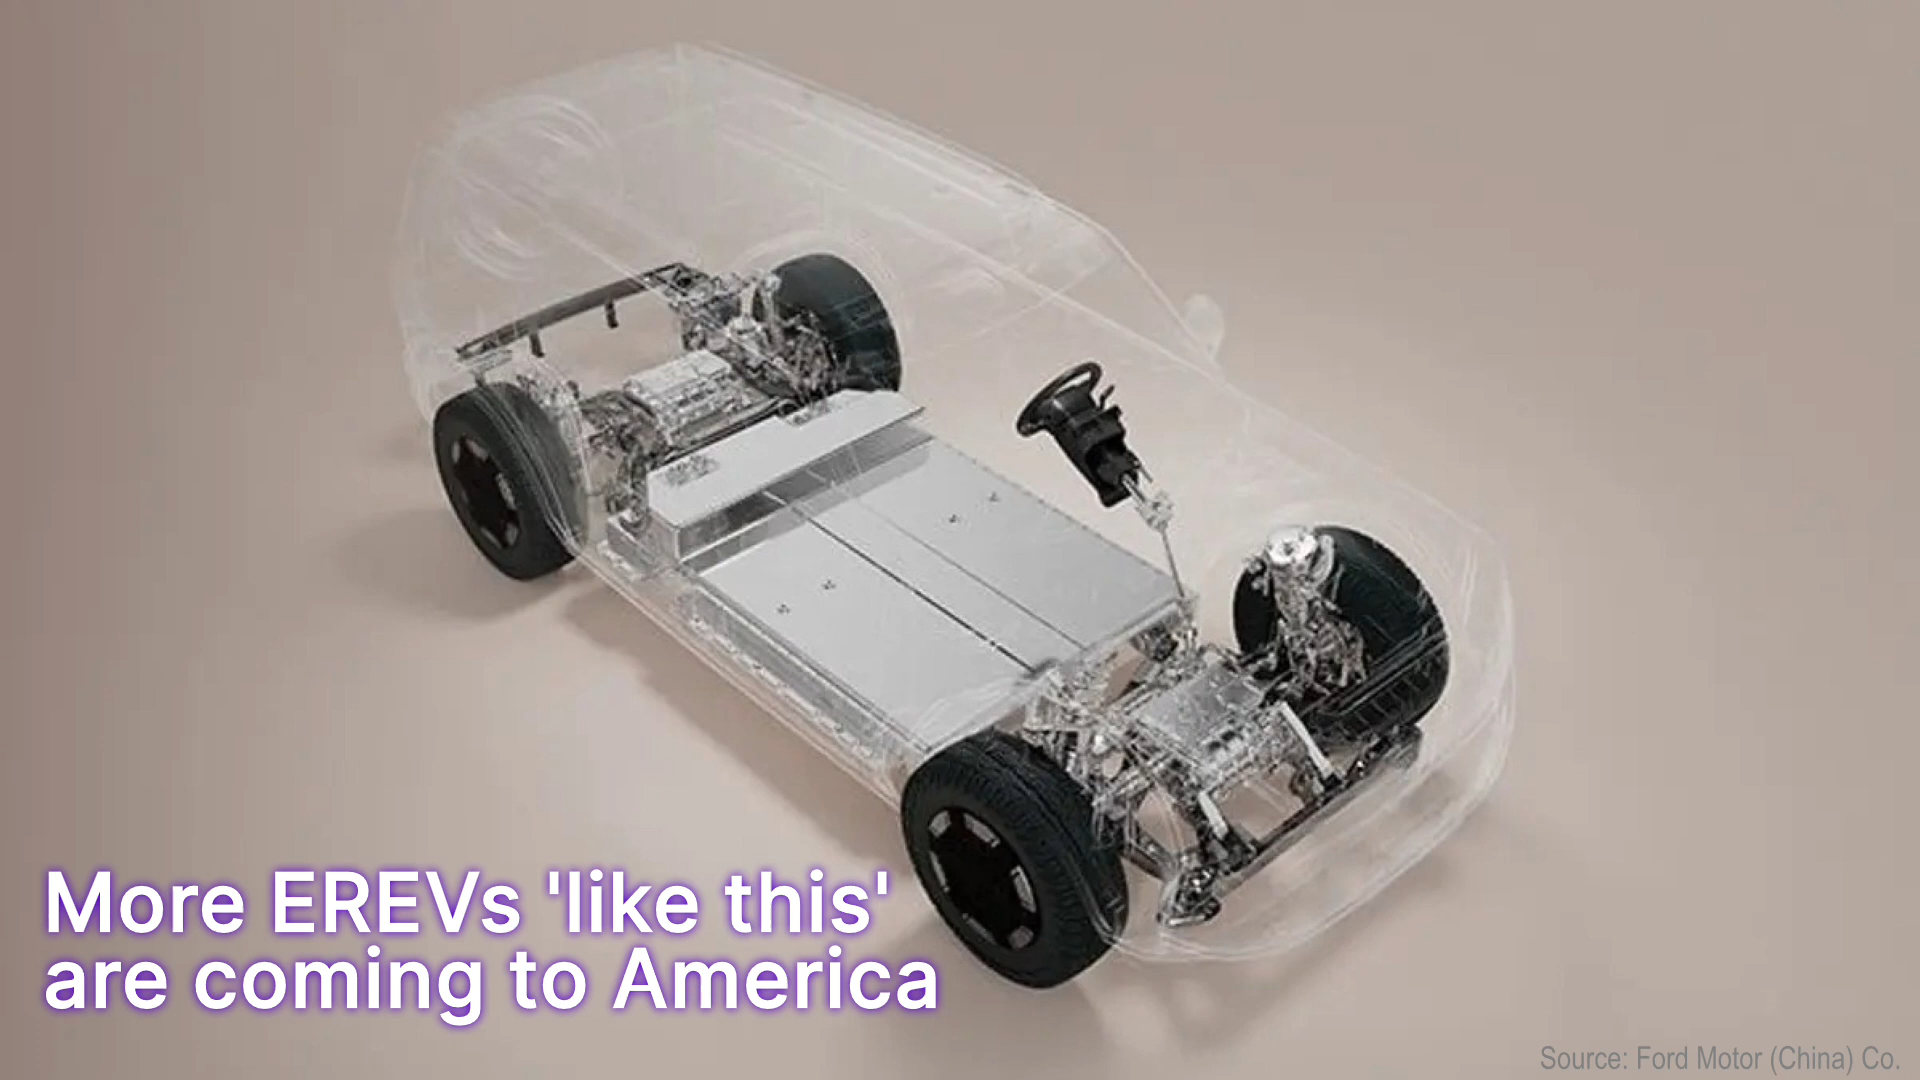 More EREVs 'like this'
are coming to America
Source: Ford Motor (China) Co.